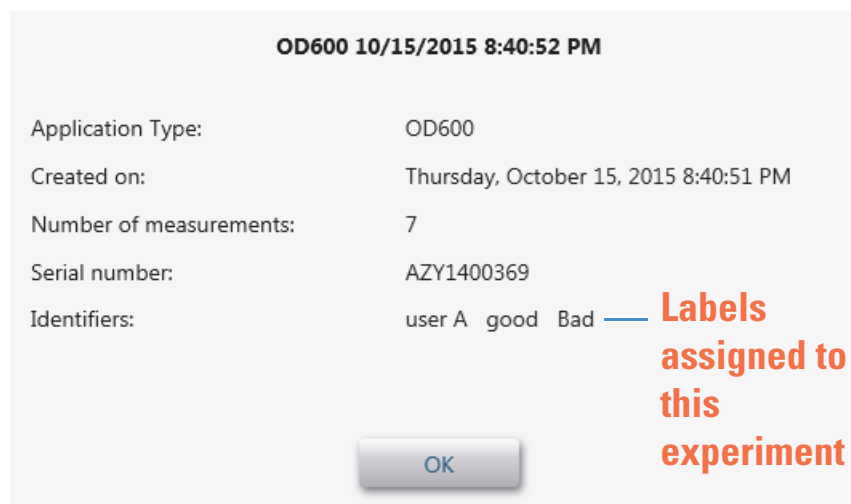 OD600 10/15/2015 8:40:52 PM
Application Type: OD600
Created on: Thursday, October 15, 2015 8:40:51 PM
Number of measurements: 7
Serial number: AZY1400369
Identifiers: user A good Bad
Labels
assigned to
this
experiment
OK